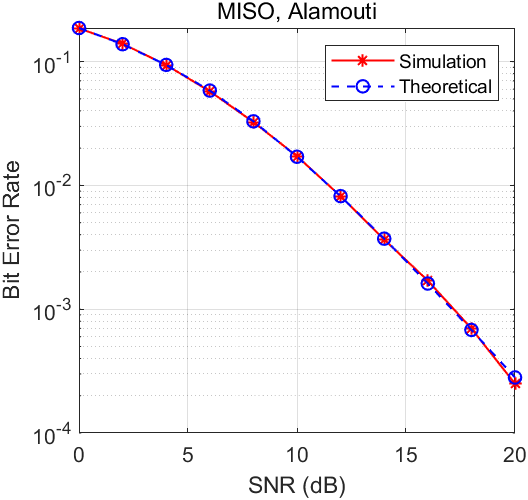 MISO, Alamouti
Simulation
Theoretical
10^-1
10^-2
10^-3
10^-4
Bit Error Rate
0 5 10 15 20
SNR (dB)